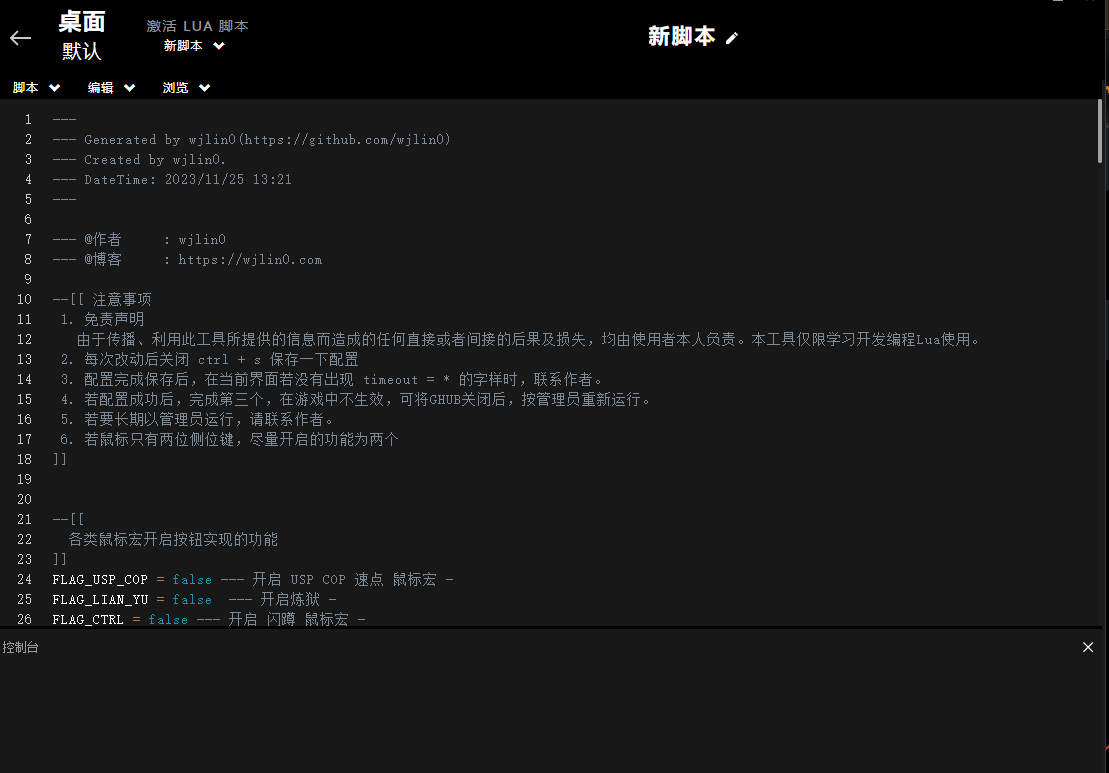 桌面
默认
激活 LUA 脚本
新脚本
新脚本
脚本 编辑 浏览
1 ---
2 --- Generated by wjlin0(https://github.com/wjlin0)
3 --- Created by wjlin0.
4 --- DateTime: 2023/11/25 13:21
5 ---
6
7 --- @作者 : wjlin0
8 --- @博客 : https://wjlin0.com
9
10 --[[ 注意事项
11 1. 免责声明
12 由于传播、利用此工具所提供的信息而造成的任何直接或者间接的后果及损失，均由使用者本人负责。本工具仅限学习开发编程Lua使用。
13 2. 每次改动后关闭 ctrl + s 保存一下配置
14 3. 配置完成保存后，在当前界面若没有出现 timeout = * 的字样时，联系作者。
15 4. 若配置成功后，完成第三个，在游戏中不生效，可将GHUB关闭后，按管理员重新运行。
16 5. 若要长期以管理员运行，请联系作者。
17 6. 若鼠标只有两位侧位键，尽量开启的功能为两个
18 ]]
19
20
21 --[[
22 各类鼠标宏开启按钮实现的功能
23 ]]
24 FLAG_USP_COP = false --- 开启 USP COP 速点 鼠标宏 -
25 FLAG_LIAN_YU = false --- 开启炼狱 -
26 FLAG_CTRL = false --- 开启 闪蹲 鼠标宏 -
控制台